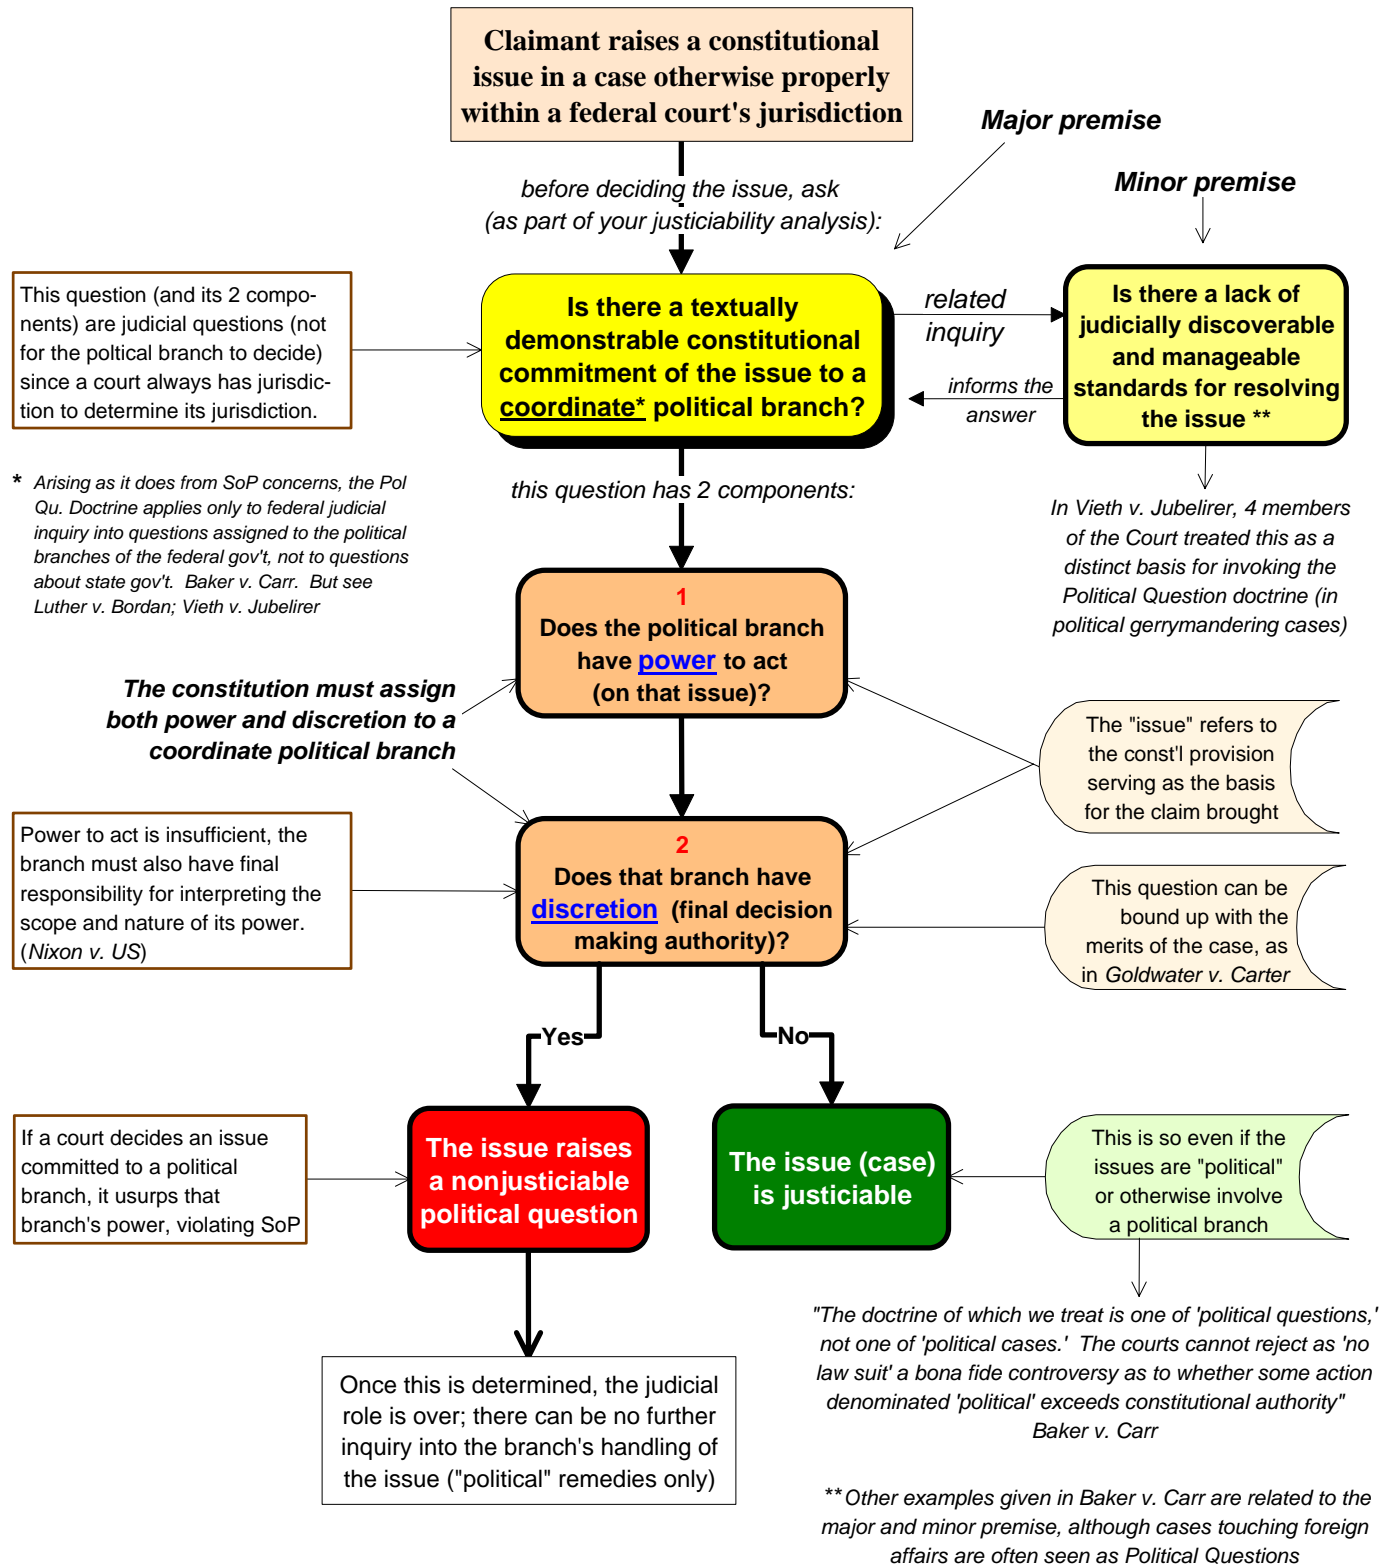 Claimant raises a constitutional
issue in a case otherwise properly
within a federal court's jurisdiction
Major premise
Minor premise
before deciding the issue, ask
(as part of your justiciability analysis):
This question (and its 2 compo-
nents) are judicial questions (not
for the poltical branch to decide)
since a court always has jurisdic-
tion to determine its jurisdiction.
Is there a textually
demonstrable constitutional
commitment of the issue to a
coordinate* political branch?
related
inquiry
informs the
answer
Is there a lack of
judicially discoverable
and manageable
standards for resolving
the issue **
* Arising as it does from SoP concerns, the Pol
Qu. Doctrine applies only to federal judicial
inquiry into questions assigned to the political
branches of the federal gov't, not to questions
about state gov't.  Baker v. Carr.  But see
Luther v. Bordan; Vieth v. Jubelirer
this question has 2 components:
In Vieth v. Jubelirer, 4 members
of the Court treated this as a
distinct basis for invoking the
Political Question doctrine (in
political gerrymandering cases)
1
Does the political branch
have power to act
(on that issue)?
The constitution must assign
both power and discretion to a
coordinate political branch
The "issue" refers to
the const'l provision
serving as the basis
for the claim brought
Power to act is insufficient, the
branch must also have final
responsibility for interpreting the
scope and nature of its power.
(Nixon v. US)
2
Does that branch have
discretion (final decision
making authority)?
This question can be
bound up with the
merits of the case, as
in Goldwater v. Carter
Yes
No
If a court decides an issue
committed to a political
branch, it usurps that
branch's power, violating SoP
The issue raises
a nonjusticiable
political question
The issue (case)
is justiciable
This is so even if the
issues are "political"
or otherwise involve
a political branch
"The doctrine of which we treat is one of 'political questions,'
not one of 'political cases.'  The courts cannot reject as 'no
law suit' a bona fide controversy as to whether some action
denominated 'political' exceeds constitutional authority"
Baker v. Carr
Once this is determined, the judicial
role is over; there can be no further
inquiry into the branch's handling of
the issue ("political" remedies only)
**Other examples given in Baker v. Carr are related to the
major and minor premise, although cases touching foreign
affairs are often seen as Political Questions